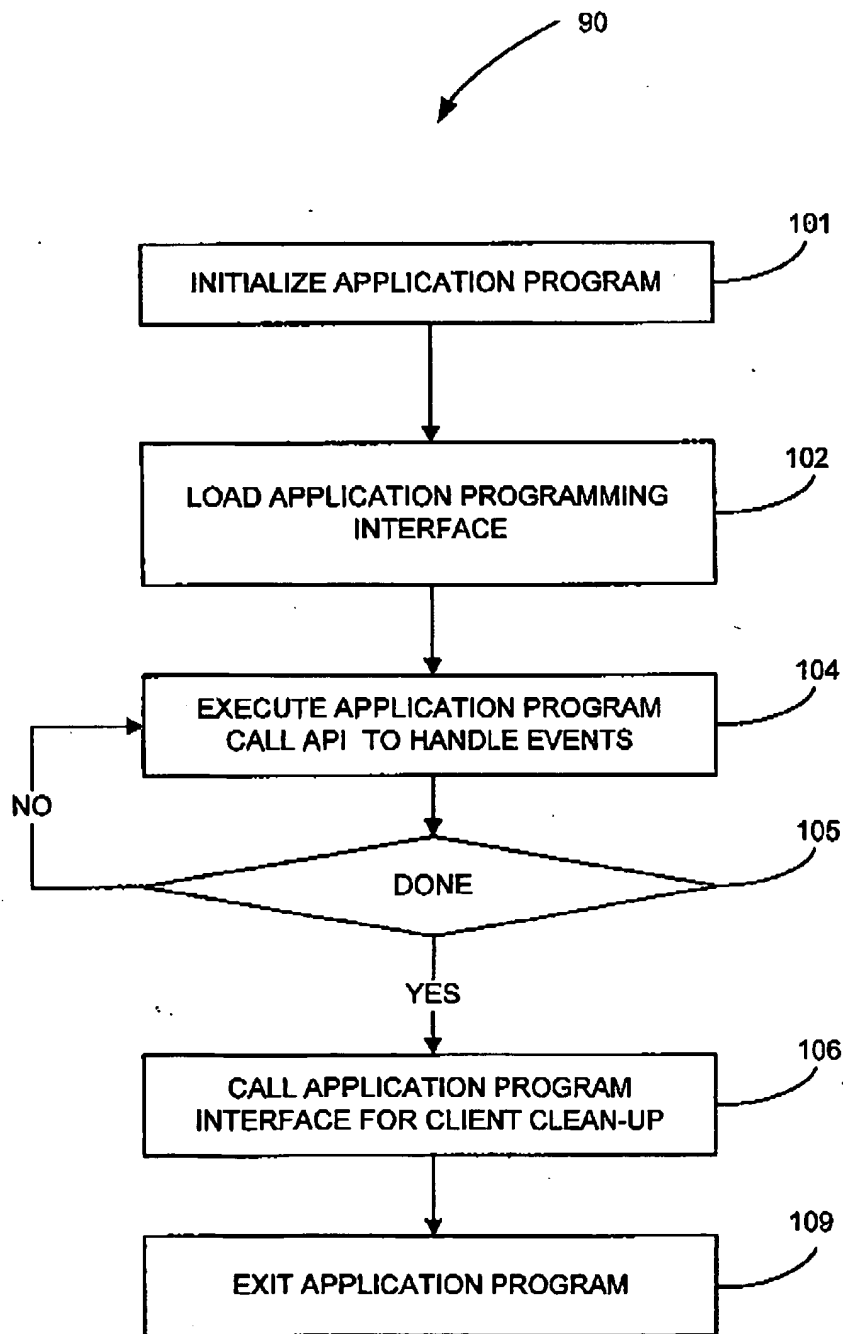 90
101
INITIALIZE APPLICATION PROGRAM
102
LOAD APPLICATION PROGRAMMING
INTERFACE
104
EXECUTE APPLICATION PROGRAM
CALL API TO HANDLE EVENTS
NO
105
DONE
YES
106
CALL APPLICATION PROGRAM
INTERFACE FOR CLIENT CLEAN-UP
109
EXIT APPLICATION PROGRAM